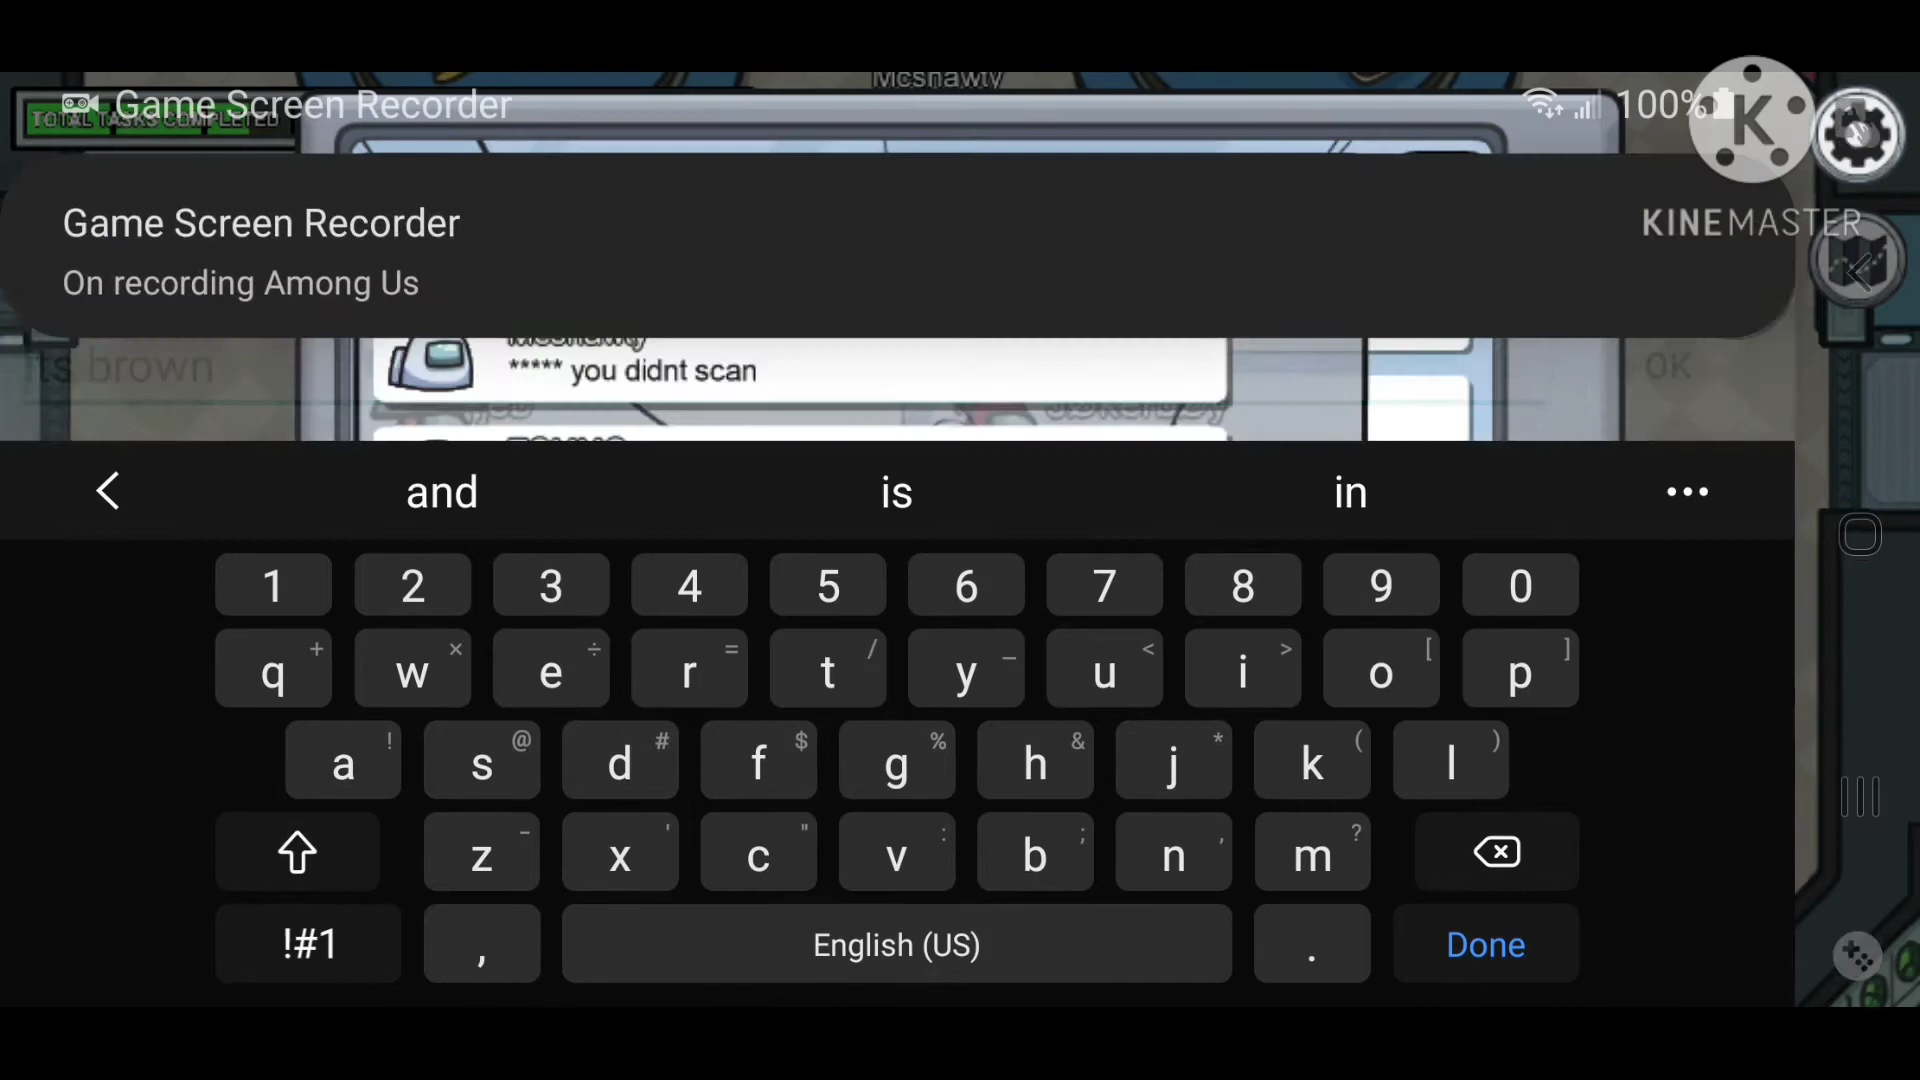 Mcshawty
Game Screen Recorder
100%
TOTAL TASKS COMPLETED
K
Game Screen Recorder
KINEMASTER
On recording Among Us
Mcshawty
***** you didnt scan
its brown
OK
and is in
1 2 3 4 5 6 7 8 9 0
q + w × e ÷ r = t / y _ u < i > o [ p ]
a ! s @ d # f $ g % h & j * k ( l )
z - x ' c " v : b ; n , m ?
!#1 , English (US) . Done